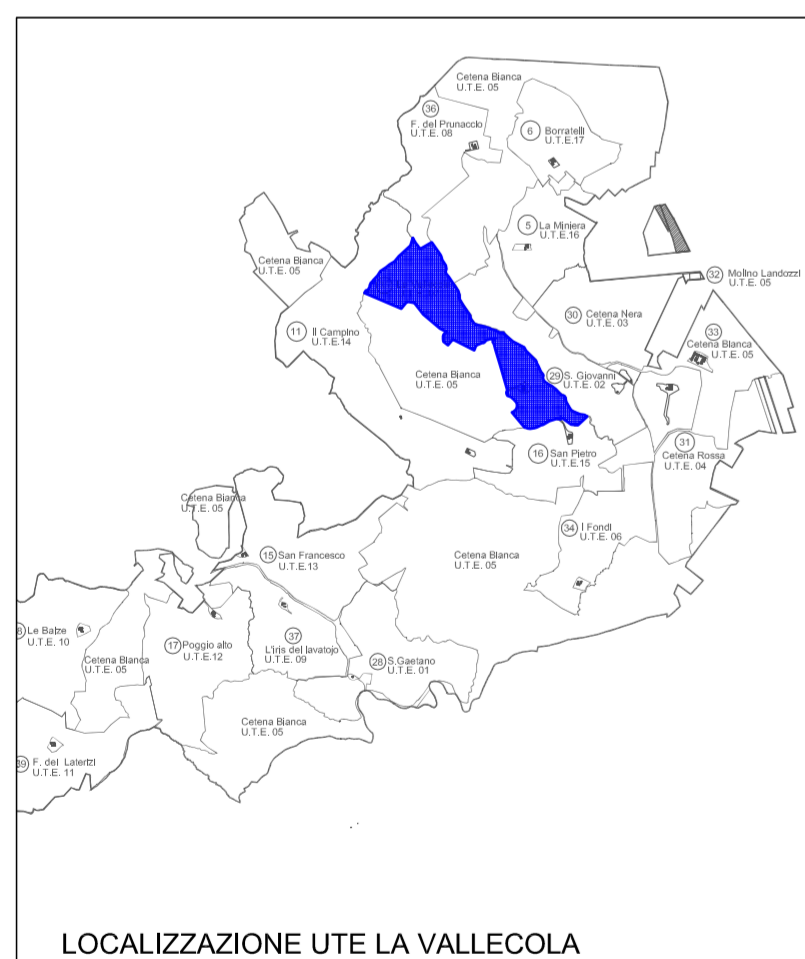 Cetena Bianca
U.T.E. 05
36
F. del Prunaccio
U.T.E. 08
6
Borratelli
U.T.E.17
5
La Miniera
U.T.E.16
Cetena Bianca
U.T.E. 05
32
Molino Landozzi
U.T.E. 05
30
Cetena Nera
U.T.E. 03
33
Cetena Bianca
U.T.E. 05
11
Il Campino
U.T.E.14
Cetena Bianca
U.T.E. 05
29
S. Giovanni
U.T.E. 02
16
San Pietro
U.T.E.15
31
Cetena Rossa
U.T.E. 04
Cetena Bianca
U.T.E. 05
34
I Fondi
U.T.E. 06
15
San Francesco
U.T.E.13
Cetena Bianca
U.T.E. 05
8
Le Balze
U.T.E. 10
17
Poggio alto
U.T.E.12
37
L'iris del lavatojo
U.T.E. 09
Cetena Bianca
U.T.E. 05
28
S.Gaetano
U.T.E. 01
Cetena Bianca
U.T.E. 05
39
F. dei Laterizi
U.T.E. 11
LOCALIZZAZIONE UTE LA VALLECOLA